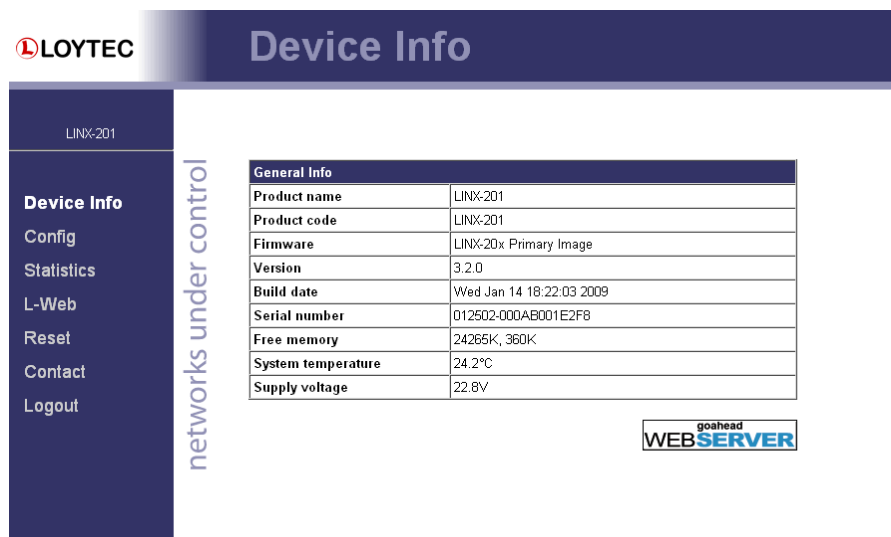 LOYTEC
Device Info
LINX-201
Device Info
Config
Statistics
L-Web
Reset
Contact
Logout
networks under control
General Info
Product name LINX-201
Product code LINX-201
Firmware LINX-20x Primary Image
Version 3.2.0
Build date Wed Jan 14 18:22:03 2009
Serial number 012502-000AB001E2F8
Free memory 24265K, 360K
System temperature 24.2°C
Supply voltage 22.8V
goahead
WEBSERVER